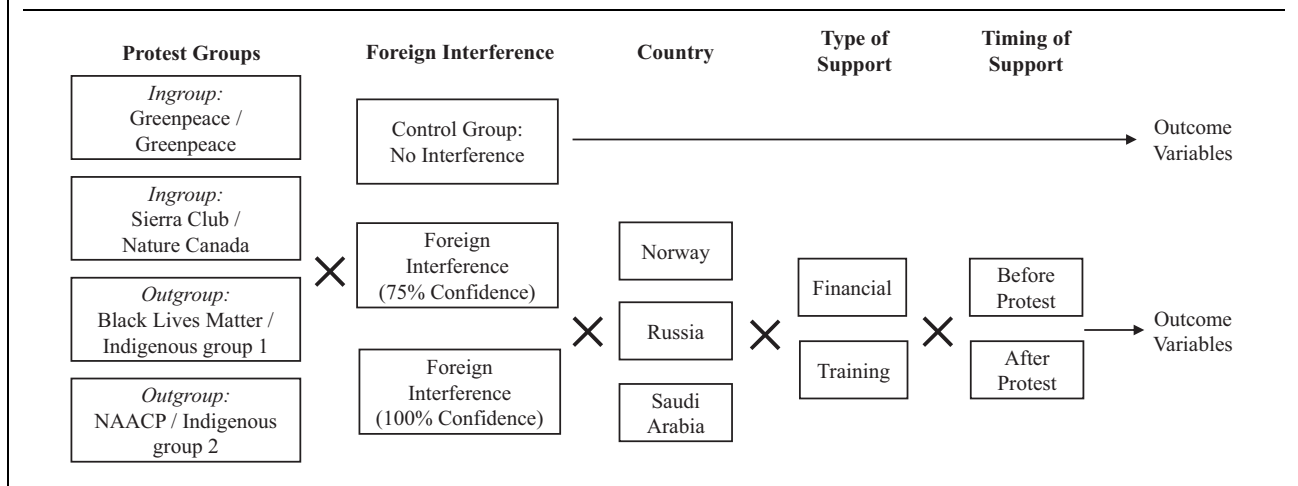 Protest Groups
Foreign Interference
Country
Type of
Support
Timing of
Support
Ingroup:
Greenpeace /
Greenpeace
Ingroup:
Sierra Club /
Nature Canada
Outgroup:
Black Lives Matter /
Indigenous group 1
Outgroup:
NAACP / Indigenous
group 2
Control Group:
No Interference
Foreign
Interference
(75% Confidence)
Foreign
Interference
(100% Confidence)
Norway
Russia
Saudi
Arabia
Financial
Training
Before
Protest
After
Protest
Outcome
Variables
Outcome
Variables